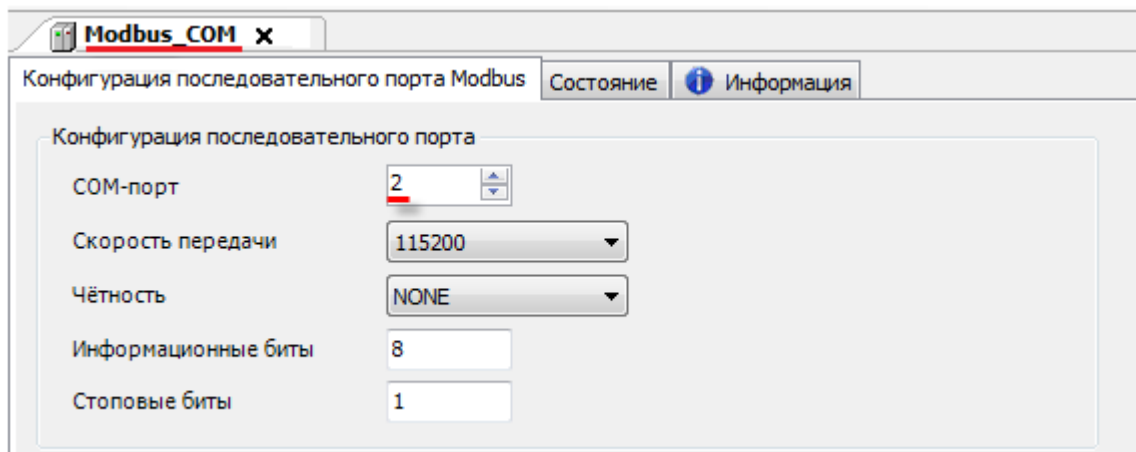 Modbus_COM x
Конфигурация последовательного порта Modbus Состояние Информация
Конфигурация последовательного порта
COM-порт 2
Скорость передачи 115200
Чётность NONE
Информационные биты 8
Стоповые биты 1